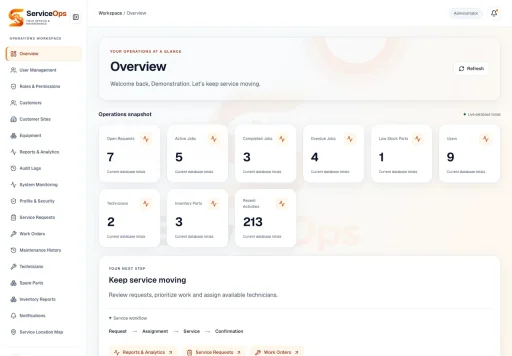 ServiceOps
YOUR SERVICE &
MAINTENANCE
OPERATIONS WORKSPACE
Overview
User Management
Roles & Permissions
Customers
Customer Sites
Equipment
Reports & Analytics
Audit Logs
System Monitoring
Profile & Security
Service Requests
Work Orders
Maintenance History
Technicians
Spare Parts
Inventory Reports
Notifications
Service Location Map
Workspace / Overview
Administrator
YOUR OPERATIONS AT A GLANCE
Overview
Welcome back, Demonstration. Let's keep service moving.
Refresh
Operations snapshot
Live database totals
Open Requests
7
Current database totals
Active Jobs
5
Current database totals
Completed Jobs
3
Current database totals
Overdue Jobs
4
Current database totals
Low Stock Parts
1
Current database totals
Users
9
Current database totals
Technicians
2
Current database totals
Inventory Parts
3
Current database totals
Recent
Activities
213
Current database totals
YOUR NEXT STEP
Keep service moving
Review requests, prioritize work and assign available technicians.
▾ Service workflow
Request → Assignment → Service → Confirmation
Reports & Analytics ↗
Service Requests ↗
Work Orders ↗